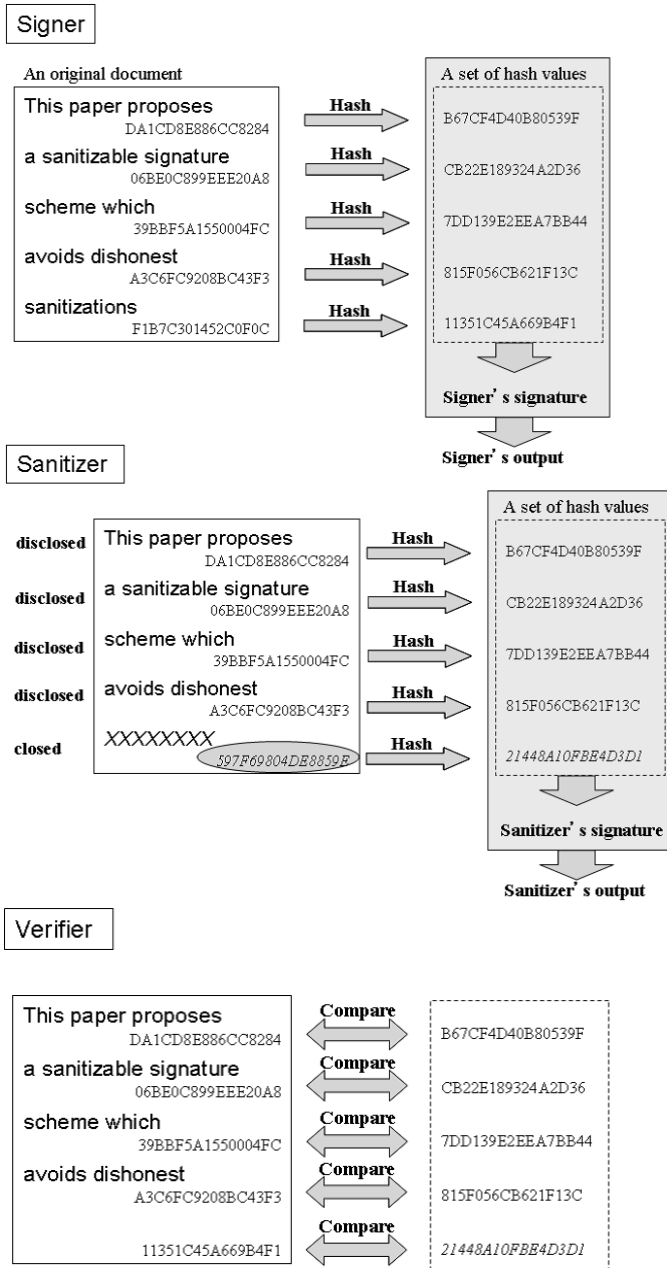 Signer
An original document
A set of hash values
This paper proposes
DA1CD8E886CC8284
Hash
B67CF4D40B80539F
a sanitizable signature
06BE0C899EEE20A8
Hash
CB22E189324A2D36
scheme which
39BBF5A1550004FC
Hash
7DD139E2EEA7BB44
avoids dishonest
A3C6FC9208BC43F3
Hash
815F056CB621F13C
sanitizations
F1B7C301452C0F0C
Hash
11351C45A669B4F1
Signer's signature
Signer's output
Sanitizer
A set of hash values
disclosed
This paper proposes
DA1CD8E886CC8284
Hash
B67CF4D40B80539F
disclosed
a sanitizable signature
06BE0C899EEE20A8
Hash
CB22E189324A2D36
disclosed
scheme which
39BBF5A1550004FC
Hash
7DD139E2EEA7BB44
disclosed
avoids dishonest
A3C6FC9208BC43F3
Hash
815F056CB621F13C
closed
XXXXXXXX
597F69804DE8859E
Hash
21448A10FBE4D3D1
Sanitizer's signature
Sanitizer's output
Verifier
This paper proposes
DA1CD8E886CC8284
Compare
B67CF4D40B80539F
a sanitizable signature
06BE0C899EEE20A8
Compare
CB22E189324A2D36
scheme which
39BBF5A1550004FC
Compare
7DD139E2EEA7BB44
avoids dishonest
A3C6FC9208BC43F3
Compare
815F056CB621F13C
11351C45A669B4F1
Compare
21448A10FBE4D3D1